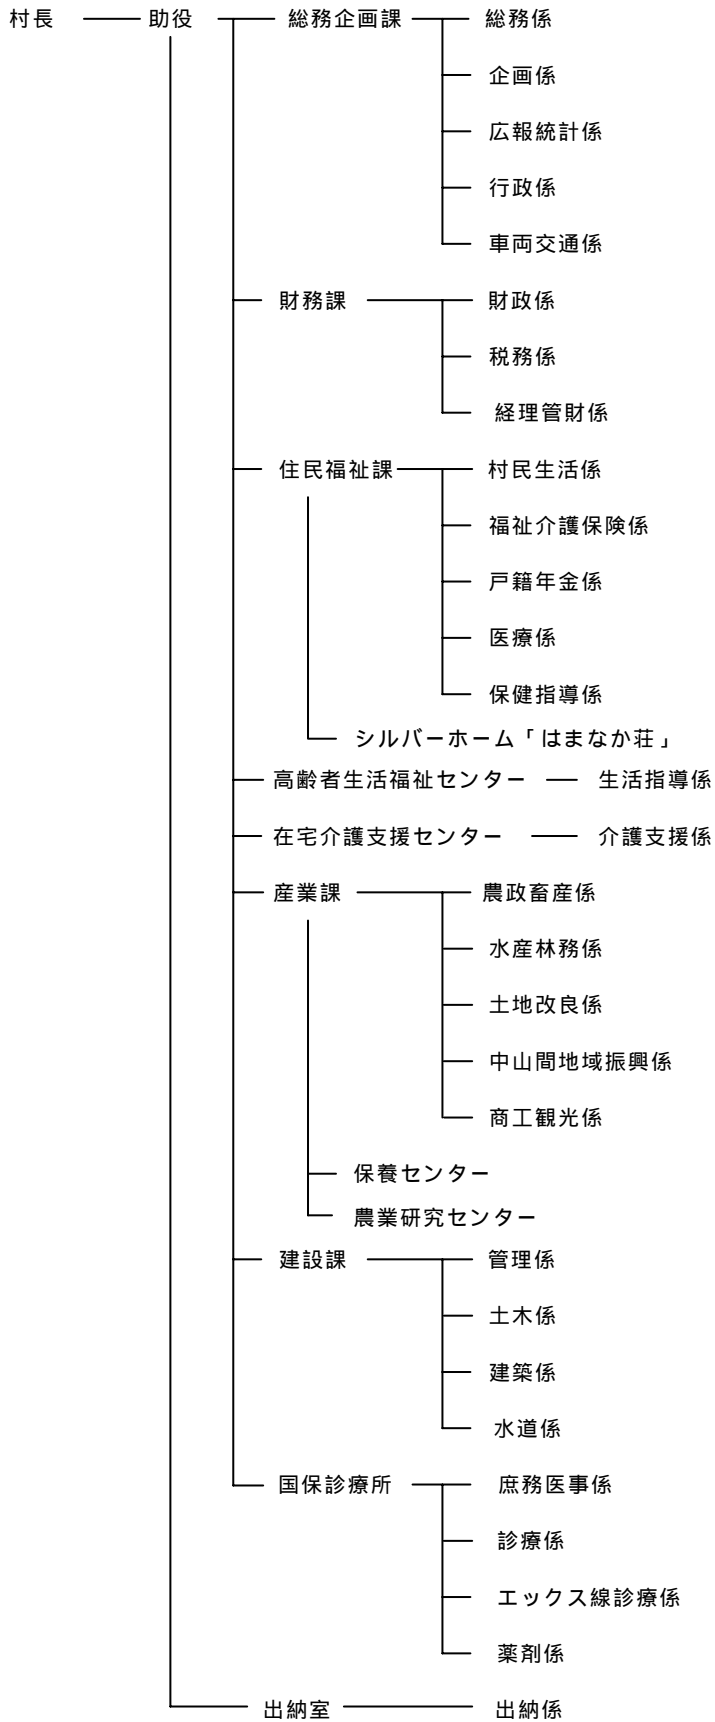 村長 助役 総務企画課 総務係
企画係
広報統計係
行政係
車両交通係
財務課 財政係
税務係
経理管財係
住民福祉課 村民生活係
福祉介護保険係
戸籍年金係
医療係
保健指導係
シルバーホーム「はまなか荘」
高齢者生活福祉センター 生活指導係
在宅介護支援センター 介護支援係
産業課 農政畜産係
水産林務係
土地改良係
中山間地域振興係
商工観光係
保養センター
農業研究センター
建設課 管理係
土木係
建築係
水道係
国保診療所 庶務医事係
診療係
エックス線診療係
薬剤係
出納室 出納係